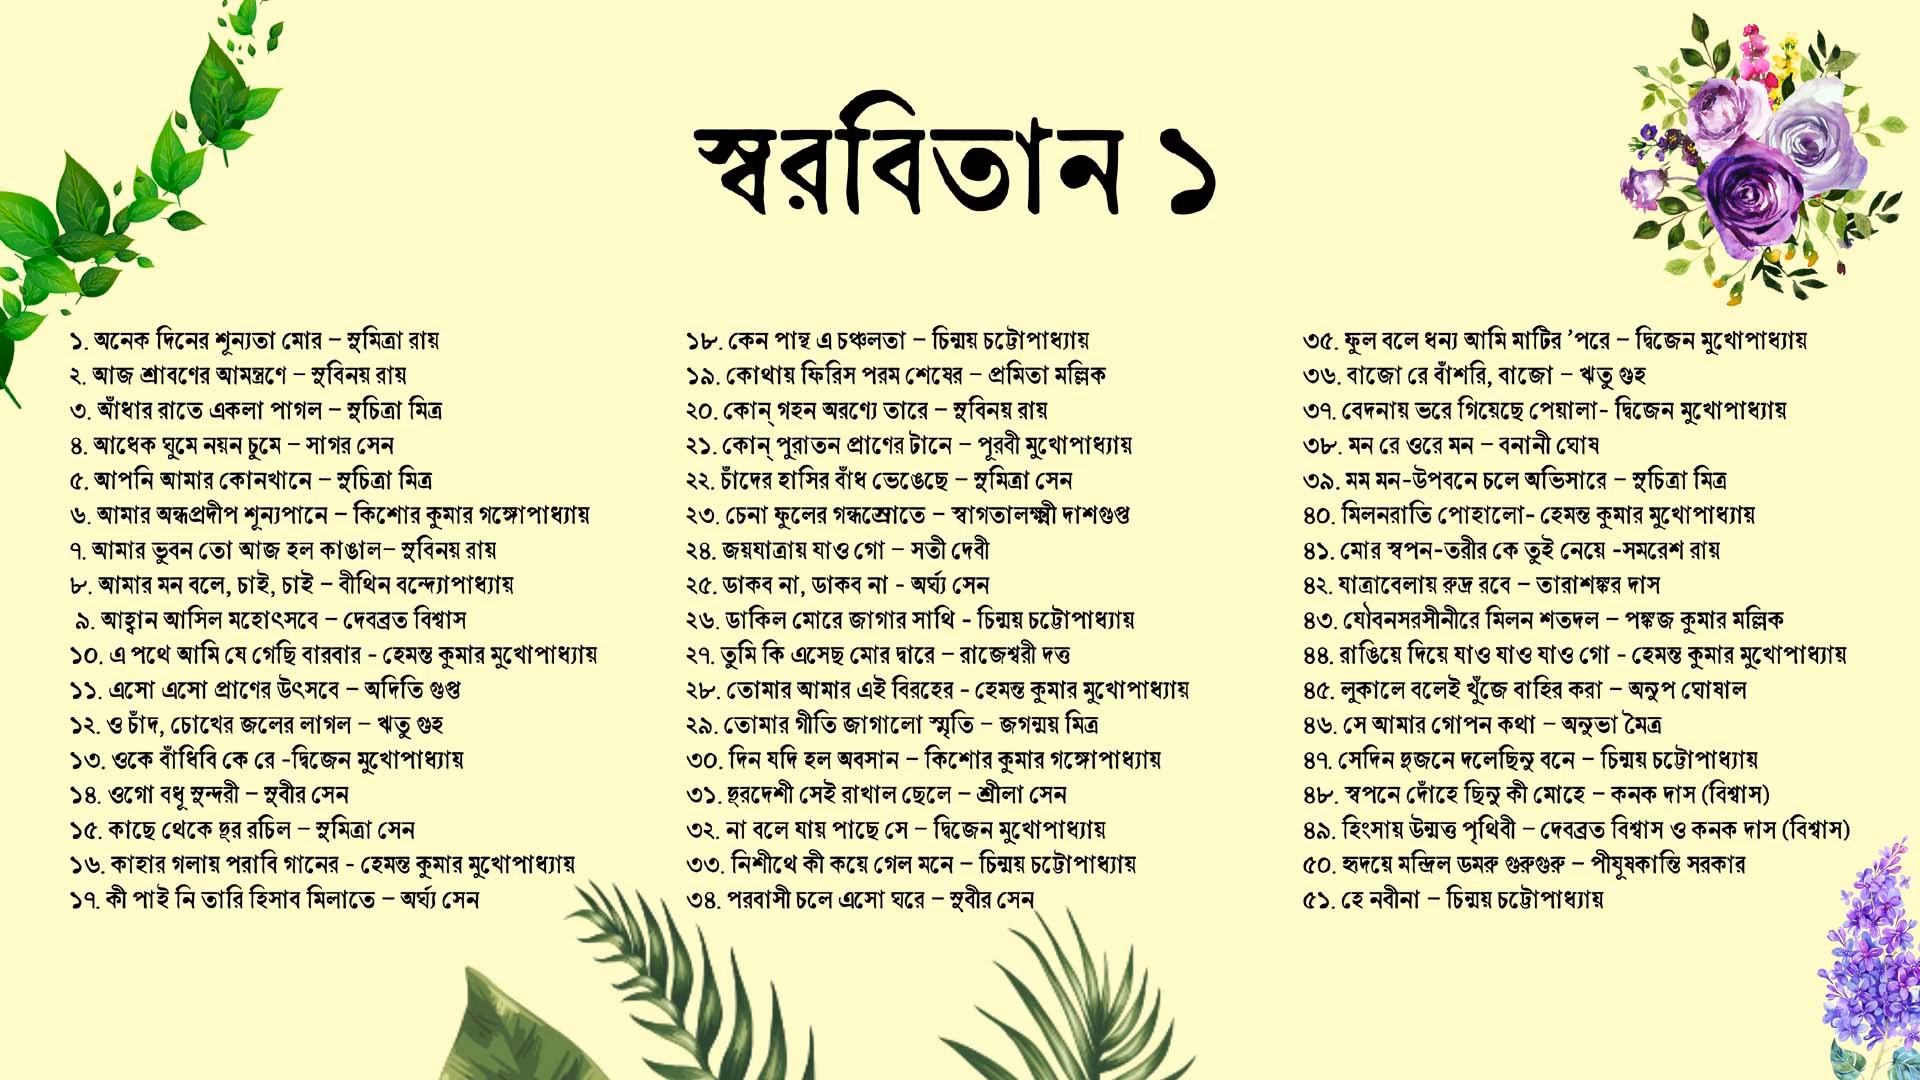 স্বরবিতান ১
১. অনেক দিনের শূন্যতা মোর – সুমিত্রা রায়
২. আজ শ্রাবণের আমন্ত্রণে – সুবিনয় রায়
৩. আঁধার রাতে একলা পাগল – সুচিত্রা মিত্র
৪. আধেক ঘুমে নয়ন চুমে – সাগর সেন
৫. আপনি আমার কোনখানে – সুচিত্রা মিত্র
৬. আমার অন্ধপ্রদীপ শূন্যপানে – কিশোর কুমার গঙ্গোপাধ্যায়
৭. আমার ভুবন তো আজ হল কাঙাল– সুবিনয় রায়
৮. আমার মন বলে, চাই, চাই – বীথিন বন্দ্যোপাধ্যায়
৯. আহ্বান আসিল মহোৎসবে – দেবব্রত বিশ্বাস
১০. এ পথে আমি যে গেছি বারবার - হেমন্ত কুমার মুখোপাধ্যায়
১১. এসো এসো প্রাণের উৎসবে – অদিতি গুপ্ত
১২. ও চাঁদ, চোখের জলের লাগল – ঋতু গুহ
১৩. ওকে বাঁধিবি কে রে -দ্বিজেন মুখোপাধ্যায়
১৪. ওগো বধূ সুন্দরী – সুবীর সেন
১৫. কাছে থেকে দূর রচিল – সুমিত্রা সেন
১৬. কাহার গলায় পরাবি গানের - হেমন্ত কুমার মুখোপাধ্যায়
১৭. কী পাই নি তারি হিসাব মিলাতে – অর্ঘ্য সেন
১৮. কেন পান্থ এ চঞ্চলতা – চিন্ময় চট্টোপাধ্যায়
১৯. কোথায় ফিরিস পরম শেষের – প্রমিতা মল্লিক
২০. কোন্ গহন অরণ্যে তারে – সুবিনয় রায়
২১. কোন্ পুরাতন প্রাণের টানে – পূরবী মুখোপাধ্যায়
২২. চাঁদের হাসির বাঁধ ভেঙেছে – সুমিত্রা সেন
২৩. চেনা ফুলের গন্ধস্রোতে – স্বাগতালক্ষ্মী দাশগুপ্ত
২৪. জয়যাত্রায় যাও গো – সতী দেবী
২৫. ডাকব না, ডাকব না - অর্ঘ্য সেন
২৬. ডাকিল মোরে জাগার সাথি - চিন্ময় চট্টোপাধ্যায়
২৭. তুমি কি এসেছ মোর দ্বারে – রাজেশ্বরী দত্ত
২৮. তোমার আমার এই বিরহের - হেমন্ত কুমার মুখোপাধ্যায়
২৯. তোমার গীতি জাগালো স্মৃতি – জগন্ময় মিত্র
৩০. দিন যদি হল অবসান – কিশোর কুমার গঙ্গোপাধ্যায়
৩১. দূরদেশী সেই রাখাল ছেলে – শ্রীলা সেন
৩২. না বলে যায় পাছে সে – দ্বিজেন মুখোপাধ্যায়
৩৩. নিশীথে কী কয়ে গেল মনে – চিন্ময় চট্টোপাধ্যায়
৩৪. পরবাসী চলে এসো ঘরে – সুবীর সেন
৩৫. ফুল বলে ধন্য আমি মাটির ’পরে – দ্বিজেন মুখোপাধ্যায়
৩৬. বাজো রে বাঁশরি, বাজো – ঋতু গুহ
৩৭. বেদনায় ভরে গিয়েছে পেয়ালা- দ্বিজেন মুখোপাধ্যায়
৩৮. মন রে ওরে মন – বনানী ঘোষ
৩৯. মম মন-উপবনে চলে অভিসারে – সুচিত্রা মিত্র
৪০. মিলনরাতি পোহালো- হেমন্ত কুমার মুখোপাধ্যায়
৪১. মোর স্বপন-তরীর কে তুই নেয়ে -সমরেশ রায়
৪২. যাত্রাবেলায় রুদ্র রবে – তারাশঙ্কর দাস
৪৩. যৌবনসরসীনীরে মিলন শতদল – পঙ্কজ কুমার মল্লিক
৪৪. রাঙিয়ে দিয়ে যাও যাও যাও গো - হেমন্ত কুমার মুখোপাধ্যায়
৪৫. লুকালে বলেই খুঁজে বাহির করা – অনুপ ঘোষাল
৪৬. সে আমার গোপন কথা – অনুভা মৈত্র
৪৭. সেদিন দুজনে দুলেছিনু বনে – চিন্ময় চট্টোপাধ্যায়
৪৮. স্বপনে দোঁহে ছিনু কী মোহে – কনক দাস (বিশ্বাস)
৪৯. হিংসায় উন্মত্ত পৃথিবী – দেবব্রত বিশ্বাস ও কনক দাস (বিশ্বাস)
৫০. হৃদয়ে মন্দ্রিল ডমরু গুরুগুরু – পীযূষকান্তি সরকার
৫১. হে নবীনা – চিন্ময় চট্টোপাধ্যায়